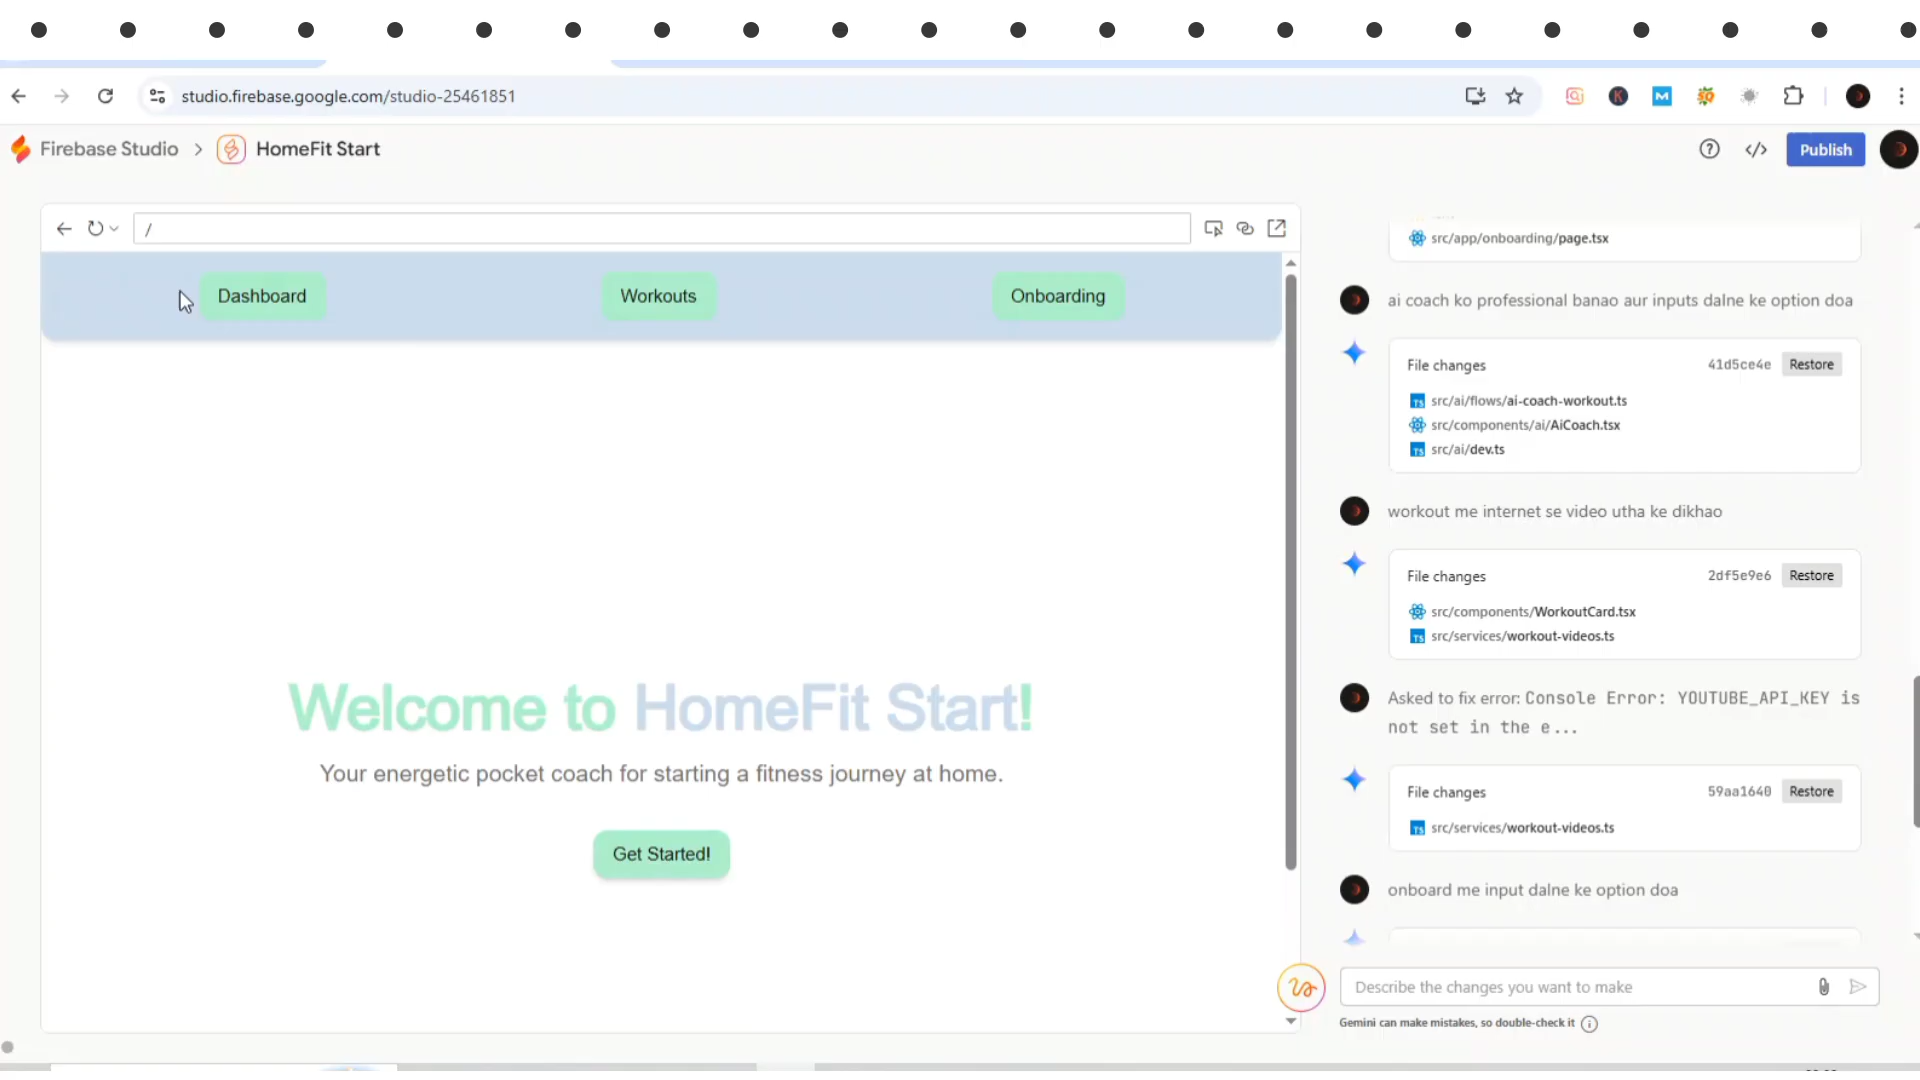 studio.firebase.google.com/studio-25461851
Firebase Studio > HomeFit Start
Publish
/
Dashboard
Workouts
Onboarding
Welcome to HomeFit Start!
Your energetic pocket coach for starting a fitness journey at home.
Get Started!
src/app/onboarding/page.tsx
ai coach ko professional banao aur inputs dalne ke option doa
File changes
41d5ce4e
Restore
src/ai/flows/ai-coach-workout.ts
src/components/ai/AiCoach.tsx
src/ai/dev.ts
workout me internet se video utha ke dikhao
File changes
2df5e9e6
Restore
src/components/WorkoutCard.tsx
src/services/workout-videos.ts
Asked to fix error: Console Error: YOUTUBE_API_KEY is
not set in the e...
File changes
59aa1640
Restore
src/services/workout-videos.ts
onboard me input dalne ke option doa
Describe the changes you want to make
Gemini can make mistakes, so double-check it